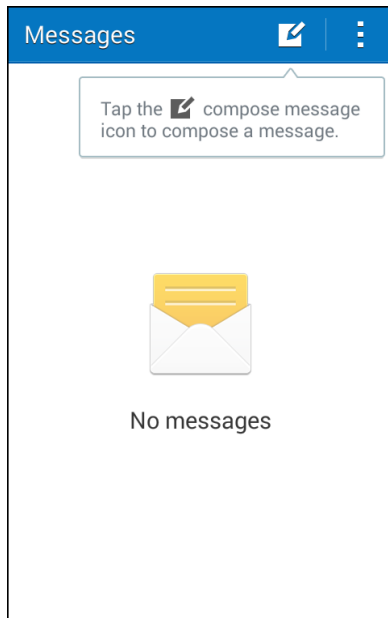 Messages
Tap the compose message
icon to compose a message.
No messages